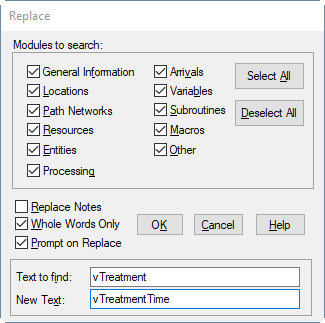 Replace
Modules to search:
General Information
Locations
Path Networks
Resources
Entities
Processing
Arrivals
Variables
Subroutines
Macros
Other
Select All
Deselect All
Replace Notes
Whole Words Only
Prompt on Replace
OK
Cancel
Help
Text to find: vTreatment
New Text: vTreatmentTime